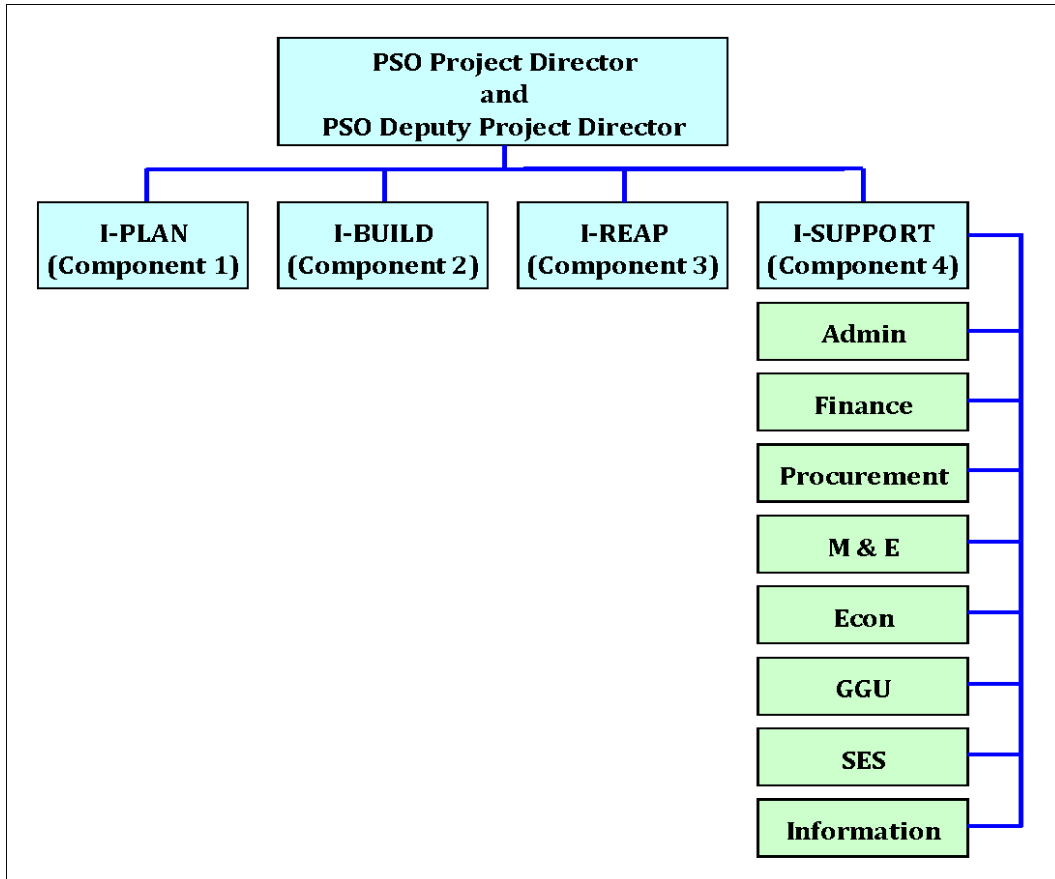 PSO Project Director
and
PSO Deputy Project Director
I-PLAN
(Component 1)
I-BUILD
(Component 2)
I-REAP
(Component 3)
I-SUPPORT
(Component 4)
Admin
Finance
Procurement
M & E
Econ
GGU
SES
Information